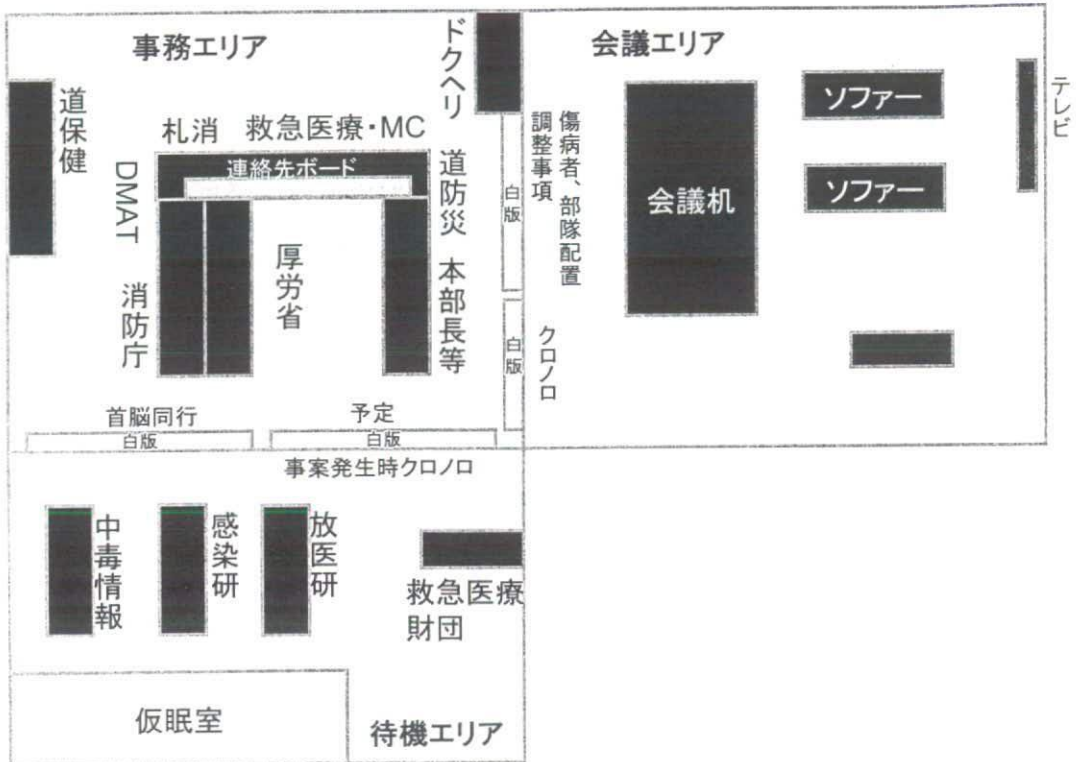 事務エリア
ドクヘリ
道保健
札消
救急医療・MC
連絡先ボード
DMAT
消防庁
厚労省
道防災
本部長等
白版
白版
首脳同行
白版
予定
白版
会議エリア
傷病者、部隊配置
調整事項
クロノロ
会議机
ソファー
ソファー
テレビ
事案発生時クロノロ
中毒情報
感染研
放医研
救急医療
財団
仮眠室
待機エリア